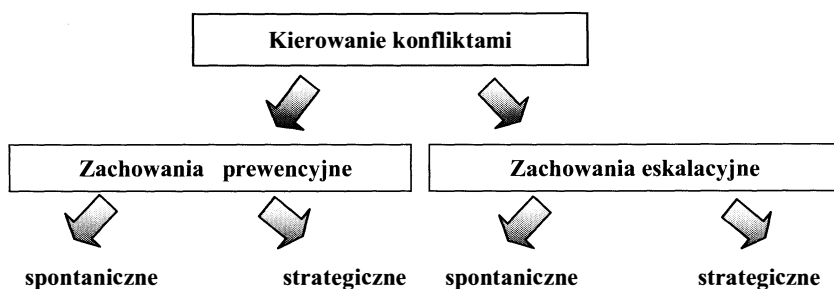 Kierowanie konfliktami
Zachowania prewencyjne
Zachowania eskalacyjne
spontaniczne
strategiczne
spontaniczne
strategiczne